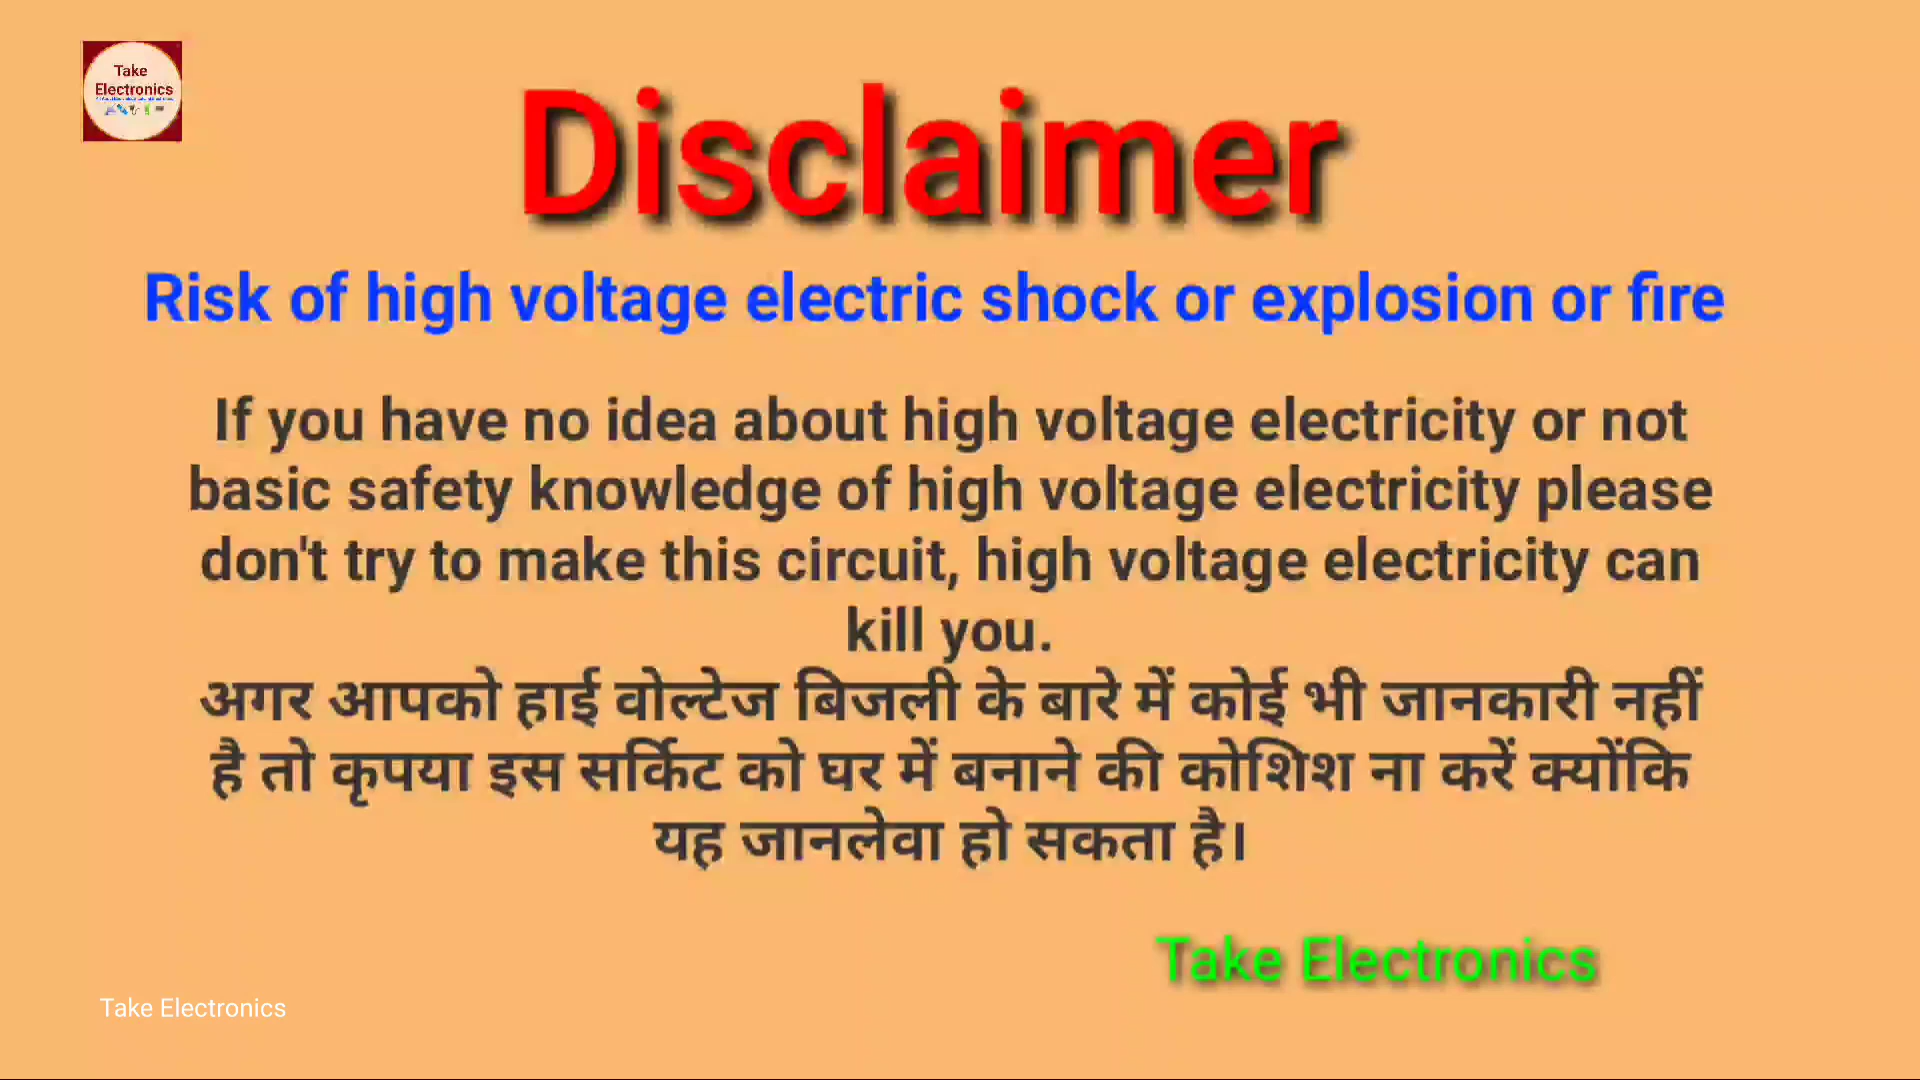 Take
Electronics
Disclaimer
Risk of high voltage electric shock or explosion or fire
If you have no idea about high voltage electricity or not
basic safety knowledge of high voltage electricity please
don't try to make this circuit, high voltage electricity can
kill you.
अगर आपको हाई वोल्टेज बिजली के बारे में कोई भी जानकारी नहीं
है तो कृपया इस सर्किट को घर में बनाने की कोशिश ना करें क्योंकि
यह जानलेवा हो सकता है।
Take Electronics
Take Electronics